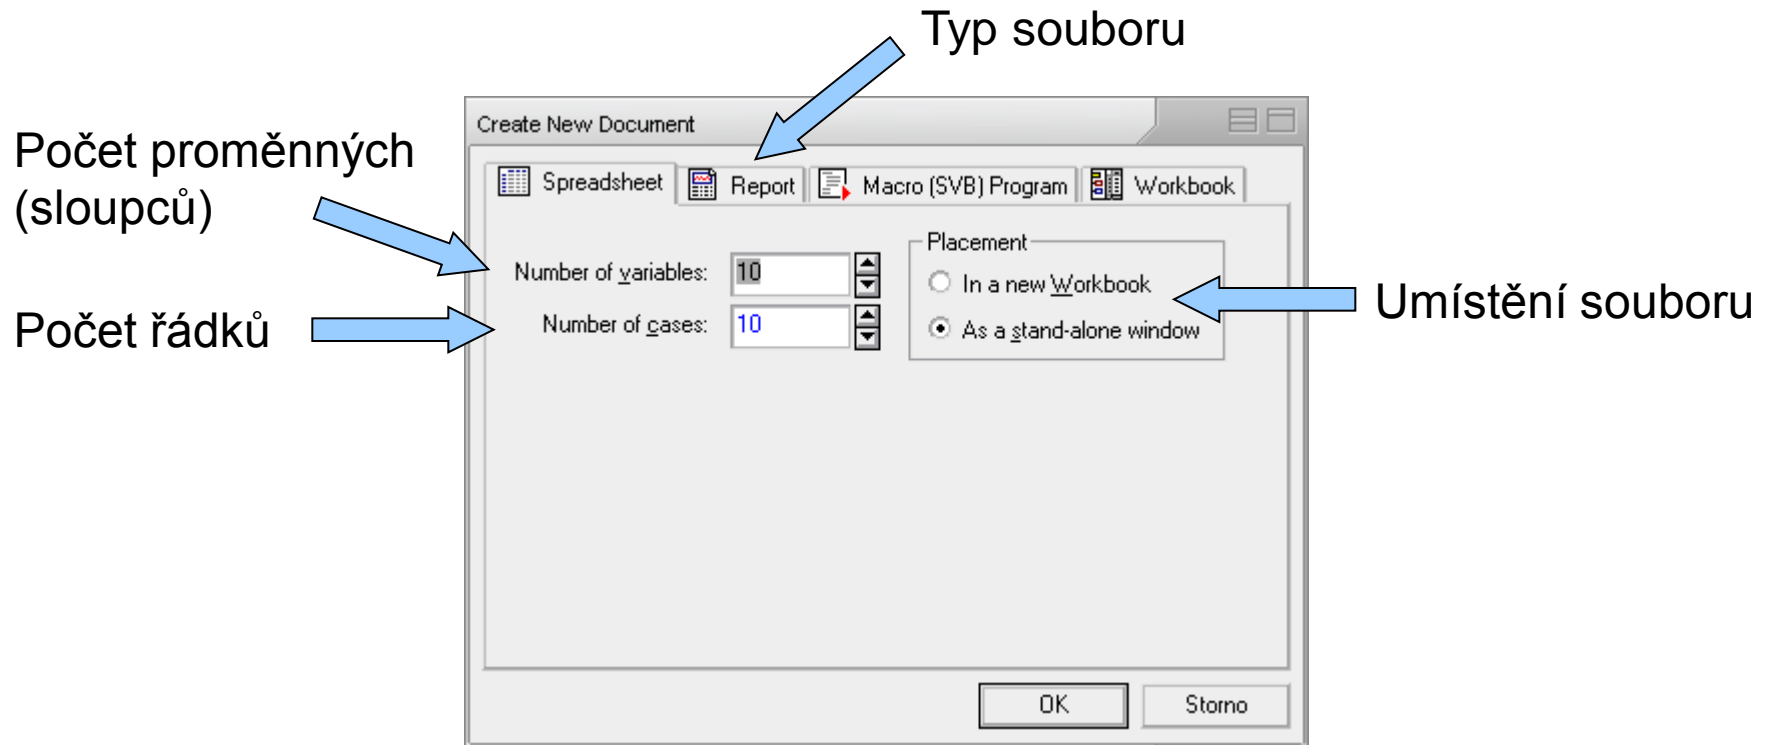 Typ souboru
Create New Document
Počet proměnných
(sloupců)
Spreadsheet Report Macro (SVB) Program Workbook
Placement
Number of variables: 10
In a new Workbook
Umístění souboru
Počet řádků
Number of cases: 10
As a stand-alone window
OK Storno